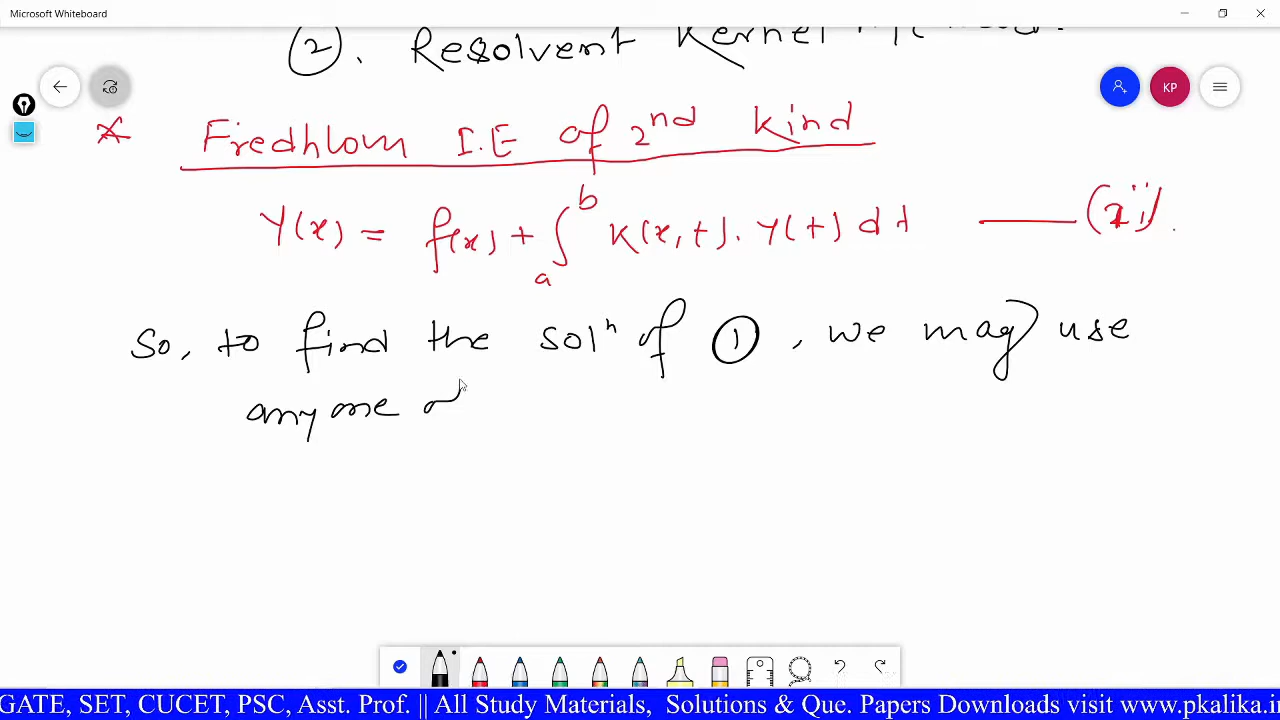 Microsoft Whiteboard
(2). Resolvent Kernel
KP
* Fredhlom I.E of 2nd kind
Y(x) = f(x) + ∫_a^b K(x,t). Y(t) dt
So, to find the solⁿ of ①, we may use
anyone
GATE, SET, CUCET, PSC, Asst. Prof. || All Study Materials, Solutions & Que. Papers Downloads visit www.pkalika.i